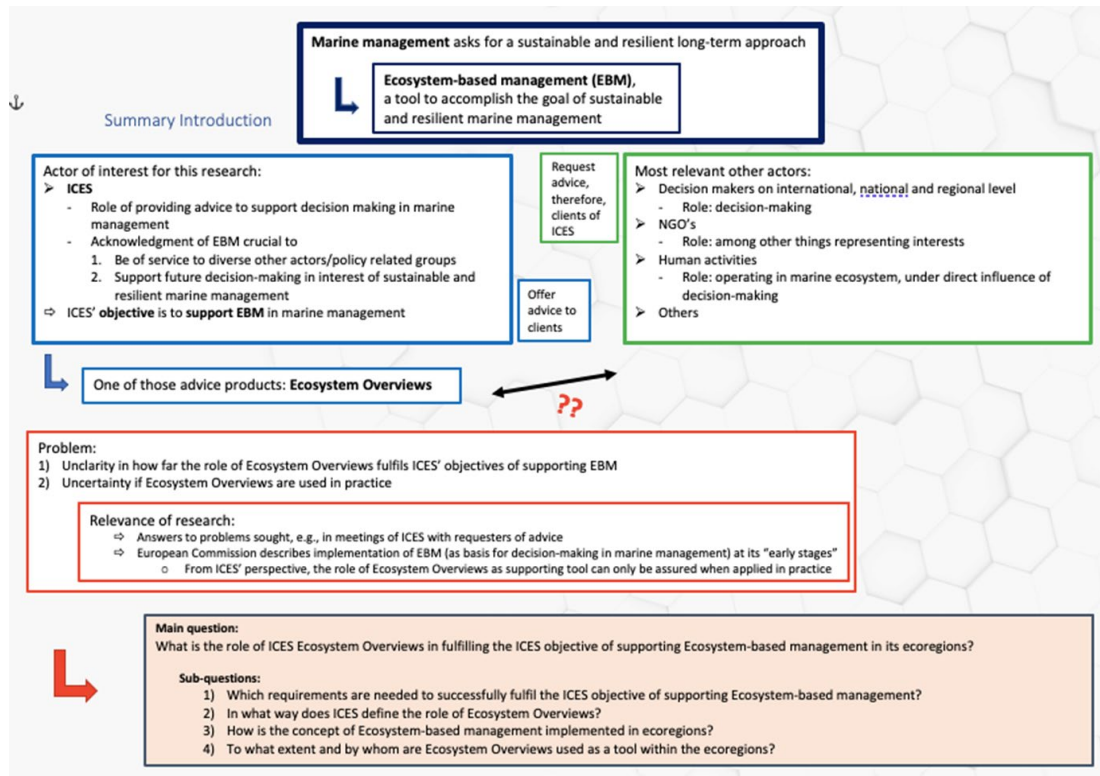 Marine management asks for a sustainable and resilient long-term approach
Ecosystem-based management (EBM),
a tool to accomplish the goal of sustainable
and resilient marine management
Summary Introduction
Actor of interest for this research:
➢ ICES
- Role of providing advice to support decision making in marine
management
- Acknowledgment of EBM crucial to
1. Be of service to diverse other actors/policy related groups
2. Support future decision-making in interest of sustainable and
resilient marine management
⇨ ICES' objective is to support EBM in marine management
Request
advice,
therefore,
clients of
ICES
Offer
advice to
clients
Most relevant other actors:
➢ Decision makers on international, national and regional level
- Role: decision-making
➢ NGO's
- Role: among other things representing interests
➢ Human activities
- Role: operating in marine ecosystem, under direct influence of
decision-making
➢ Others
One of those advice products: Ecosystem Overviews
??
Problem:
1) Unclarity in how far the role of Ecosystem Overviews fulfils ICES' objectives of supporting EBM
2) Uncertainty if Ecosystem Overviews are used in practice
Relevance of research:
⇨ Answers to problems sought, e.g., in meetings of ICES with requesters of advice
⇨ European Commission describes implementation of EBM (as basis for decision-making in marine management) at its "early stages"
o From ICES' perspective, the role of Ecosystem Overviews as supporting tool can only be assured when applied in practice
Main question:
What is the role of ICES Ecosystem Overviews in fulfilling the ICES objective of supporting Ecosystem-based management in its ecoregions?
Sub-questions:
1) Which requirements are needed to successfully fulfil the ICES objective of supporting Ecosystem-based management?
2) In what way does ICES define the role of Ecosystem Overviews?
3) How is the concept of Ecosystem-based management implemented in ecoregions?
4) To what extent and by whom are Ecosystem Overviews used as a tool within the ecoregions?